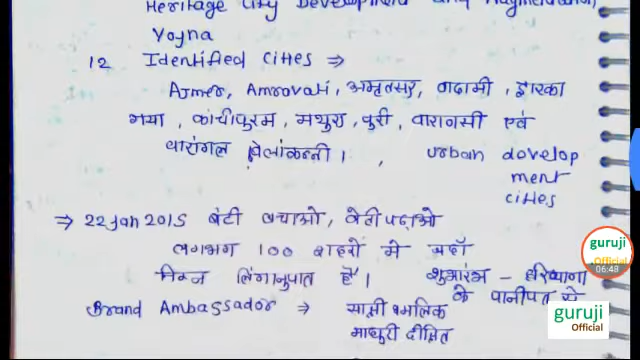 Heritage City Development and Augmentation
Yojna
12 Identified cities ⇒
Ajmer, Amrovati, अमृतसर, बादामी, द्वारका
गया, कांचीपुरम, मथुरा, पुरी, वारानसी एवं
वारांगल वेलांकन्नी। , urban develop
ment
cities
⇒ 22 Jan 2015 बेटी बचाओ, बेटी पढाओ
लगभग 100 शहरों में जहाँ
निम्न लिंगानुपात है। शुभारंभ - हरियाणा
के पानीपत से
Brand Ambassador ⇒ साक्षी मलिक
माधुरी दीक्षित
guruji
Official
06:48
guruji
Official